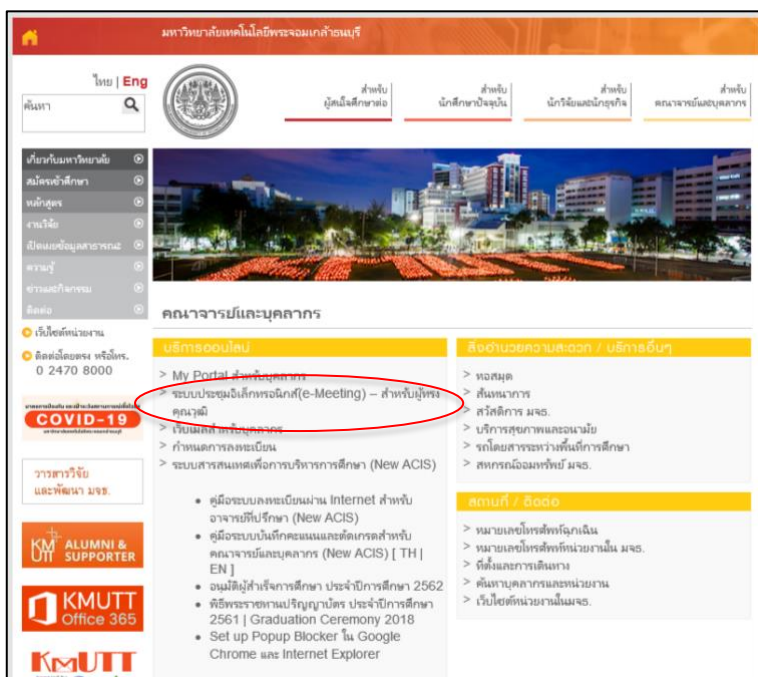 มหาวิทยาลัยเทคโนโลยีพระจอมเกล้าธนบุรี
ไทย | Eng
ค้นหา
สำหรับ
ผู้สนใจศึกษาต่อ
สำหรับ
นักศึกษาปัจจุบัน
สำหรับ
นักวิจัยและนักธุรกิจ
สำหรับ
คณาจารย์และบุคลากร
เกี่ยวกับมหาวิทยาลัย
สมัครเข้าศึกษา
หลักสูตร
งานวิจัย
เปิดเผยข้อมูลสาธารณะ
ความรู้
ข่าวและกิจกรรม
ติดต่อ
เว็บไซต์หน่วยงาน
ติดต่อโดยตรง หรือโทร.
0 2470 8000
COVID-19
วารสารวิจัย
และพัฒนา มจธ.
KMUTT ALUMNI &
SUPPORTER
KMUTT
Office 365
KMUTT
คณาจารย์และบุคลากร
บริการออนไลน์
> My Portal สำหรับบุคลากร
> ระบบประชุมอิเล็กทรอนิกส์(e-Meeting) – สำหรับผู้ทรง
คุณวุฒิ
> เว็บเมลสำหรับบุคลากร
> กำหนดการลงทะเบียน
> ระบบสารสนเทศเพื่อการบริหารการศึกษา (New ACIS)
• คู่มือระบบลงทะเบียนผ่าน Internet สำหรับ
อาจารย์ที่ปรึกษา (New ACIS)
• คู่มือระบบบันทึกคะแนนและตัดเกรดสำหรับ
คณาจารย์และบุคลากร (New ACIS) [ TH |
EN ]
• อนุมัติผู้สำเร็จการศึกษา ประจำปีการศึกษา 2562
• พิธีพระราชทานปริญญาบัตร ประจำปีการศึกษา
2561 | Graduation Ceremony 2018
• Set up Popup Blocker ใน Google
Chrome และ Internet Explorer
สิ่งอำนวยความสะดวก / บริการอื่นๆ
> หอสมุด
> สันทนาการ
> สวัสดิการ มจธ.
> บริการสุขภาพและอนามัย
> รถโดยสารระหว่างพื้นที่การศึกษา
> สหกรณ์ออมทรัพย์ มจธ.
สถานที่ / ติดต่อ
> หมายเลขโทรศัพท์ฉุกเฉิน
> หมายเลขโทรศัพท์หน่วยงานใน มจธ.
> ที่ตั้งและการเดินทาง
> ค้นหาบุคลากรและหน่วยงาน
> เว็บไซต์หน่วยงานในมจธ.